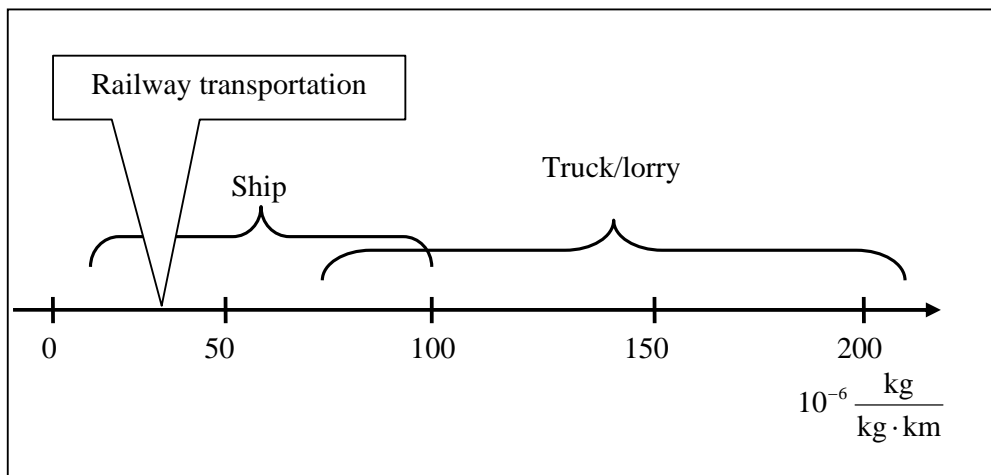 Railway transportation
Ship
Truck/lorry
0 50 100 150 200
10⁻⁶ kg
kg · km